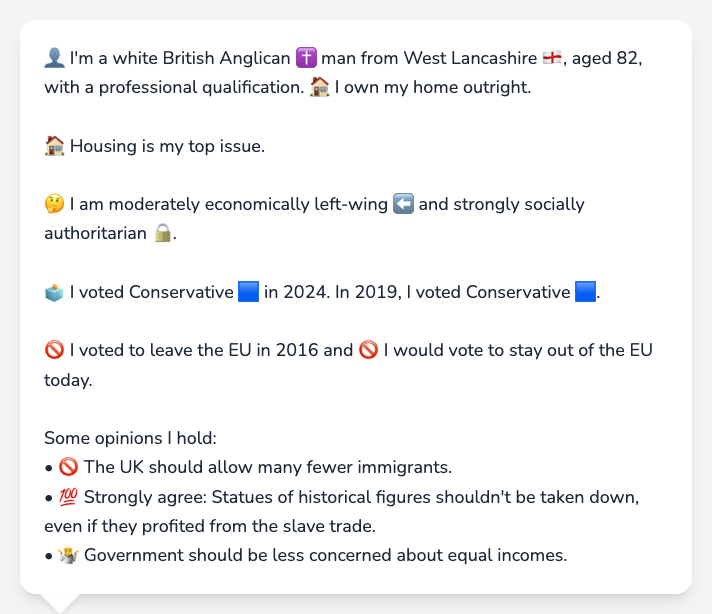 👤 I'm a white British Anglican ✝️ man from West Lancashire 🏴󠁧󠁢󠁥󠁮󠁧󠁿, aged 82,
with a professional qualification. 🏠 I own my home outright.
🏠 Housing is my top issue.
🤔 I am moderately economically left-wing ⬅️ and strongly socially
authoritarian 🔒.
🗳️ I voted Conservative 🟦 in 2024. In 2019, I voted Conservative 🟦.
🚫 I voted to leave the EU in 2016 and 🚫 I would vote to stay out of the EU
today.
Some opinions I hold:
• 🚫 The UK should allow many fewer immigrants.
• 💯 Strongly agree: Statues of historical figures shouldn't be taken down,
even if they profited from the slave trade.
• 🤷 Government should be less concerned about equal incomes.